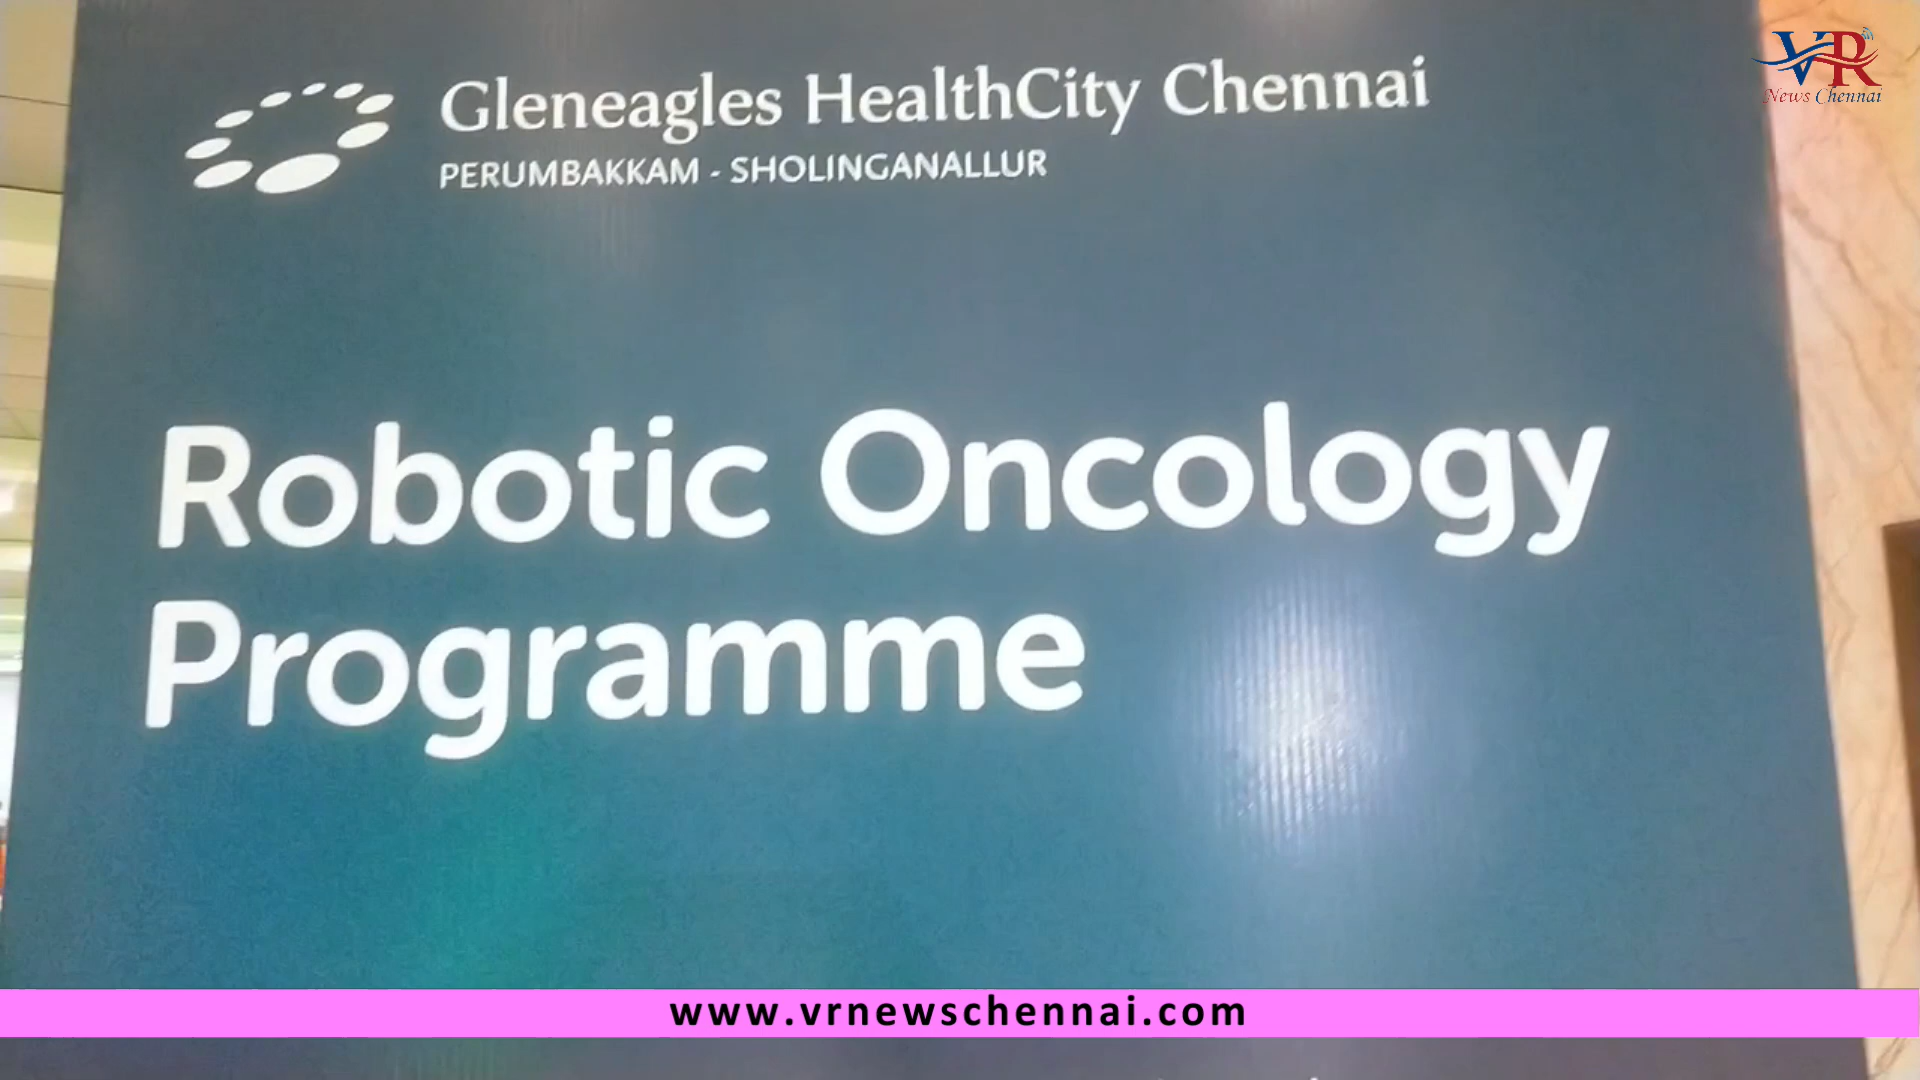 Gleneagles HealthCity Chennai
PERUMBAKKAM - SHOLINGANALLUR
VR
News Chennai
Robotic Oncology
Programme
www.vrnewschennai.com